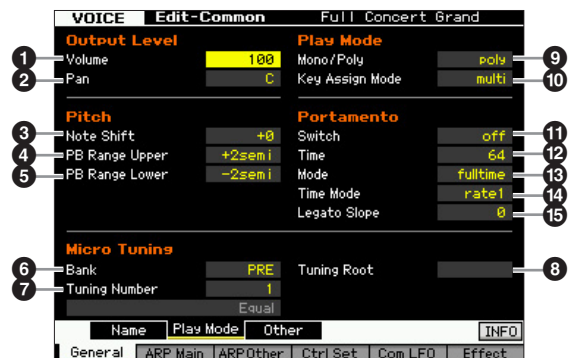 VOICE Edit-Common Full Concert Grand
Output Level Play Mode
1 Volume 100 Mono/Poly poly 9
2 Pan C Key Assign Mode multi 10
Pitch Portamento
3 Note Shift +0 Switch off 11
4 PB Range Upper +2semi Time 64 12
5 PB Range Lower -2semi Mode fulltime 13
Time Mode rate1 14
Legato Slope 0 15
Micro Tuning
6 Bank PRE Tuning Root 8
7 Tuning Number 1
Equal
Name Play Mode Other INFO
General ARP Main ARP Other Ctrl Set Com LFO Effect